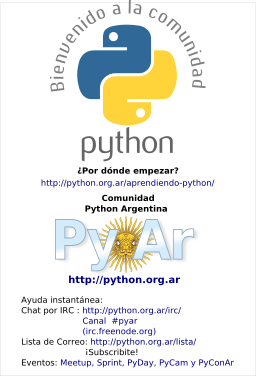 Bienvenido a la comunidad
python
¿Por dónde empezar?
http://python.org.ar/aprendiendo-python/
Comunidad
Python Argentina
PyAr
http://python.org.ar
Ayuda instantánea:
Chat por IRC : http://python.org.ar/irc/
Canal #pyar
(irc.freenode.org)
Lista de Correo: http://python.org.ar/lista/
¡Subscribite!
Eventos: Meetup, Sprint, PyDay, PyCam y PyConAr